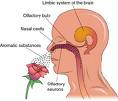 Limbic system of the brain
Olfactory bulb
Nasal cavity
Aromatic substances
Olfactory
neurons